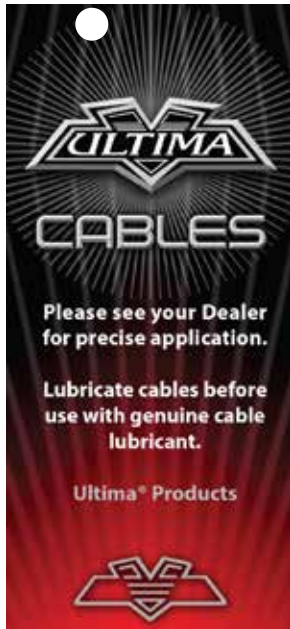 ULTIMA
CABLES
Please see your Dealer
for precise application.
Lubricate cables before
use with genuine cable
lubricant.
Ultima® Products